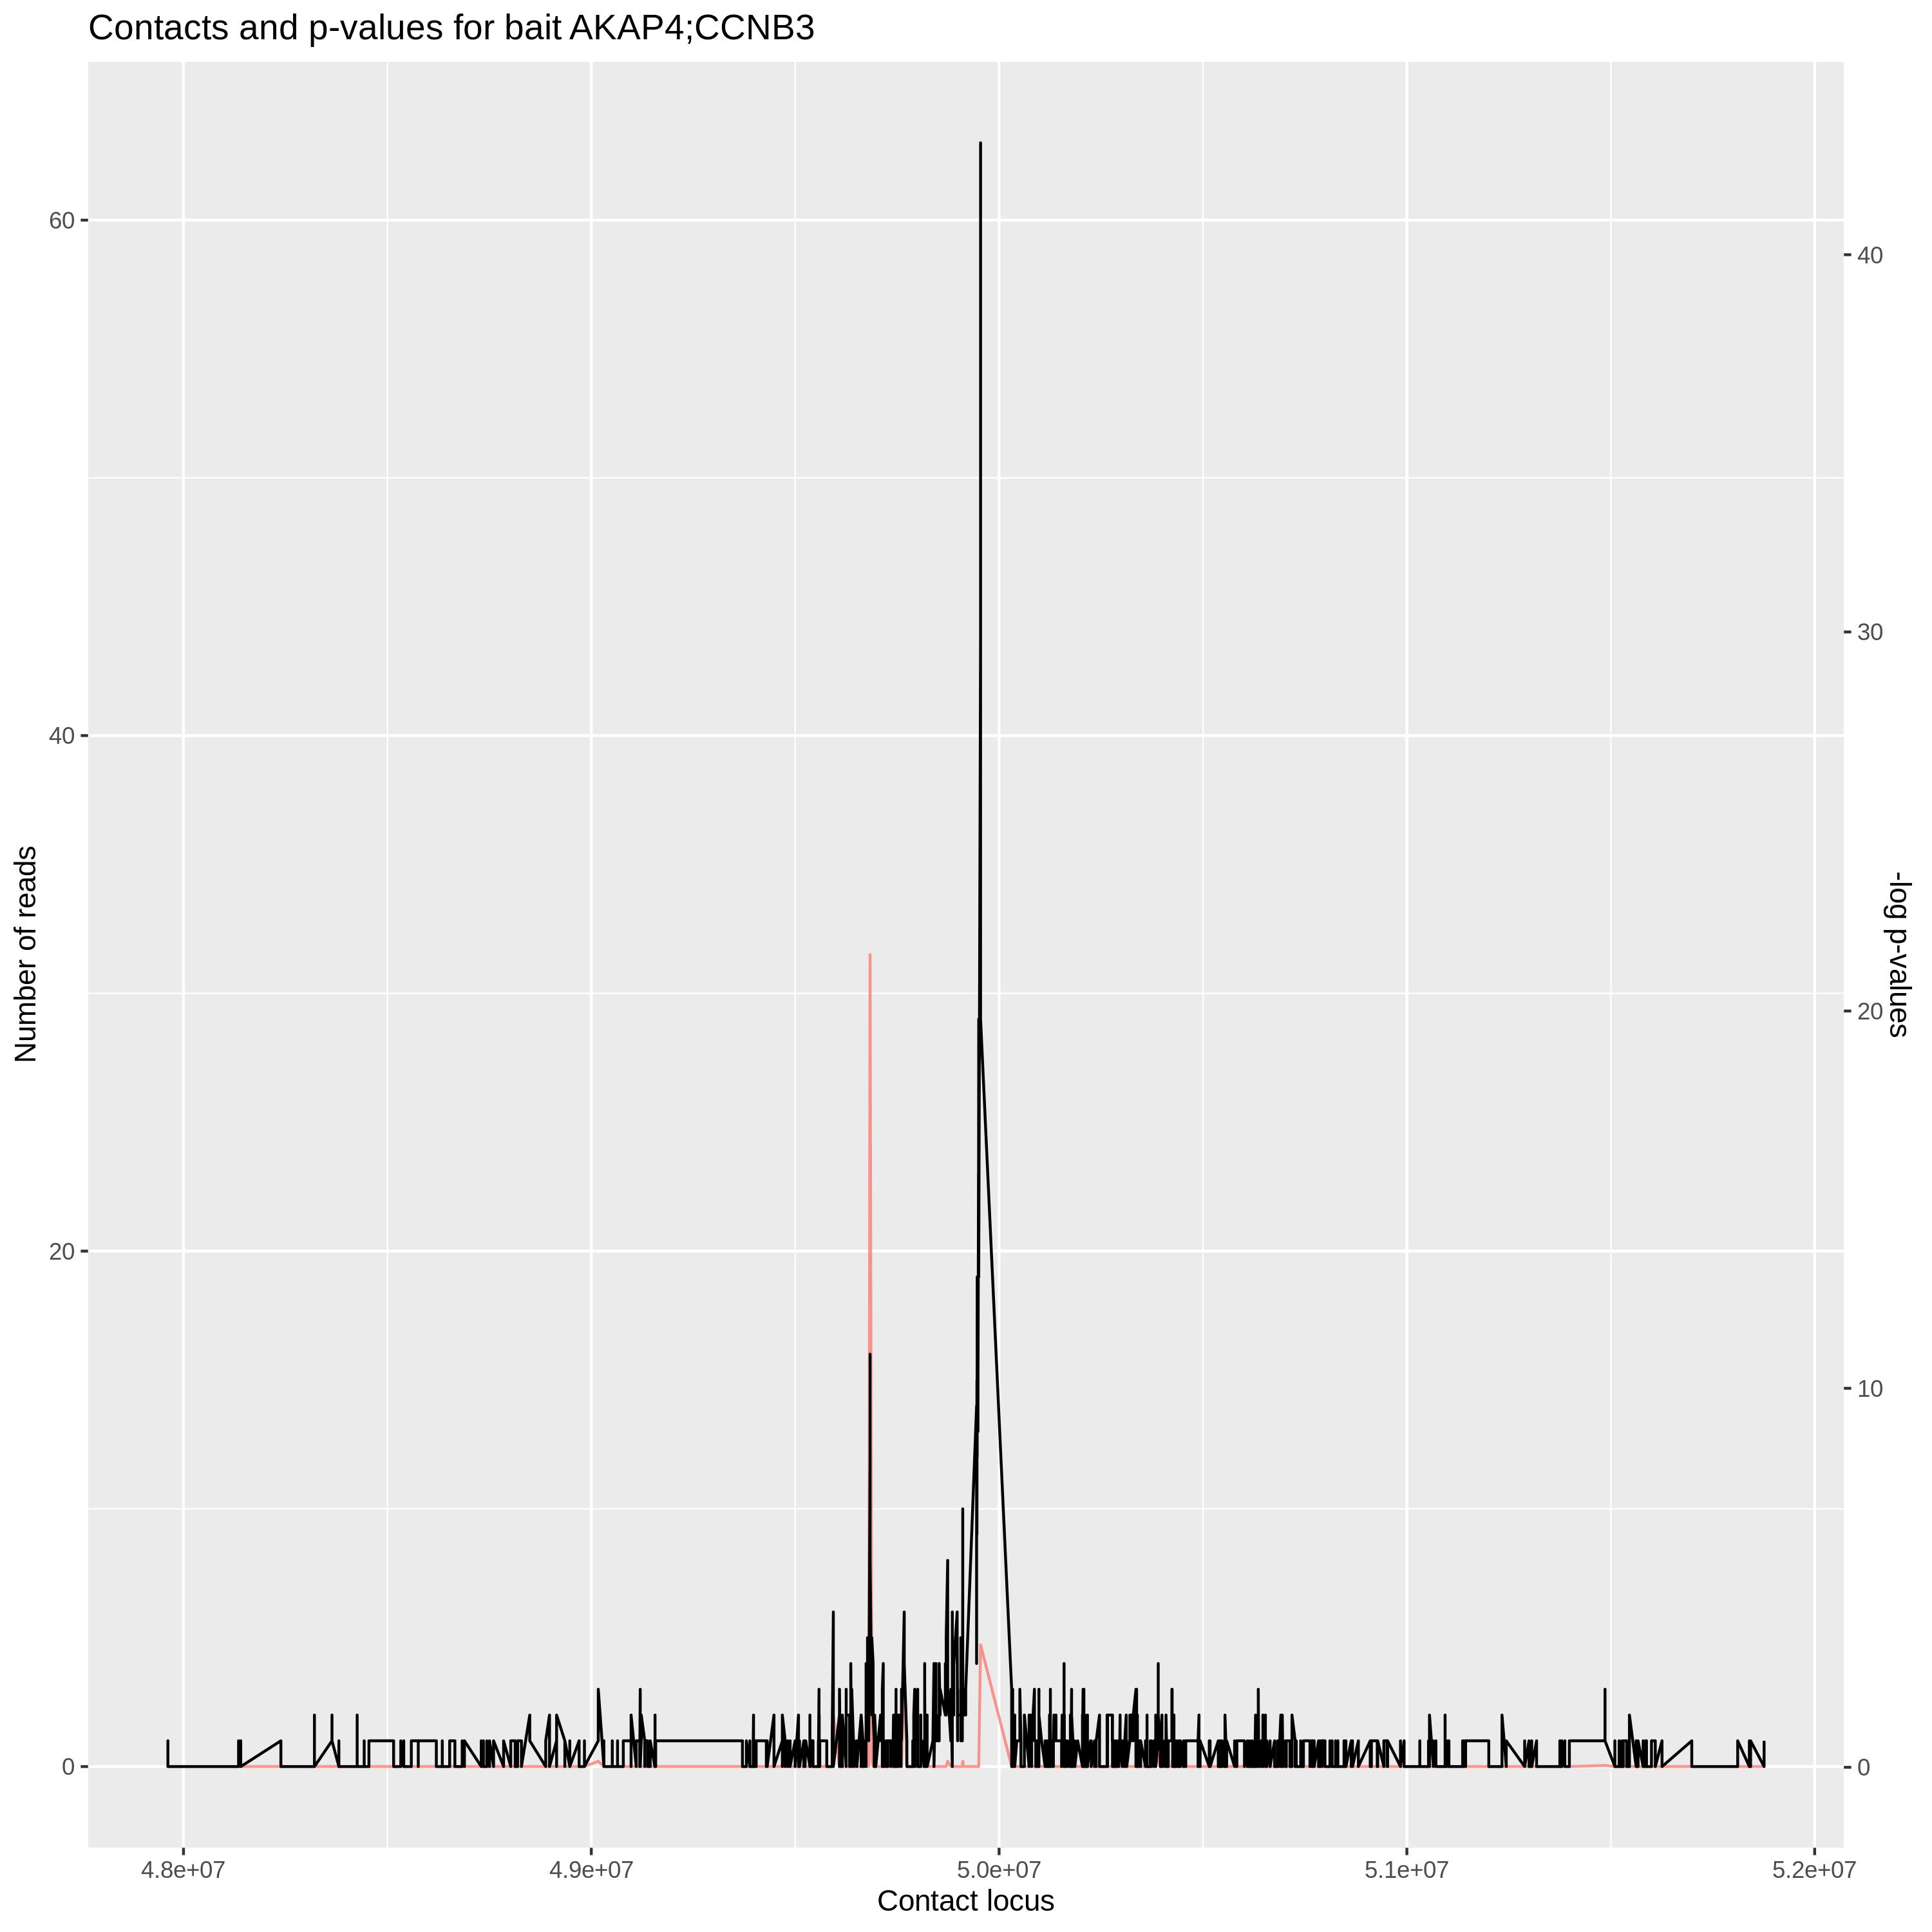 Contacts and p-values for bait AKAP4;CCNB3
60
40
20
0
Number of reads
40
30
20
10
0
-log p-values
4.8e+07 4.9e+07 5.0e+07 5.1e+07 5.2e+07
Contact locus